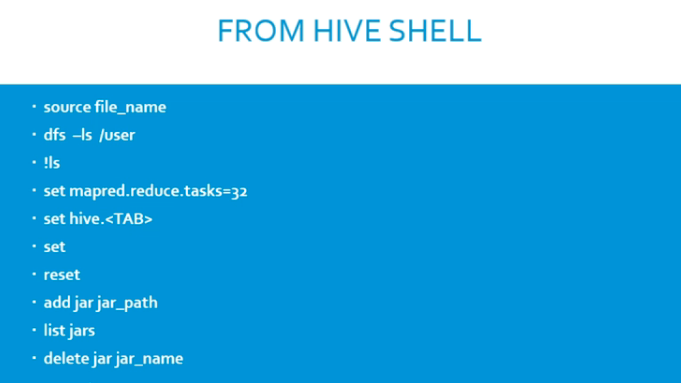 FROM HIVE SHELL
• source file_name
• dfs –ls /user
• !ls
• set mapred.reduce.tasks=32
• set hive.<TAB>
• set
• reset
• add jar jar_path
• list jars
• delete jar jar_name